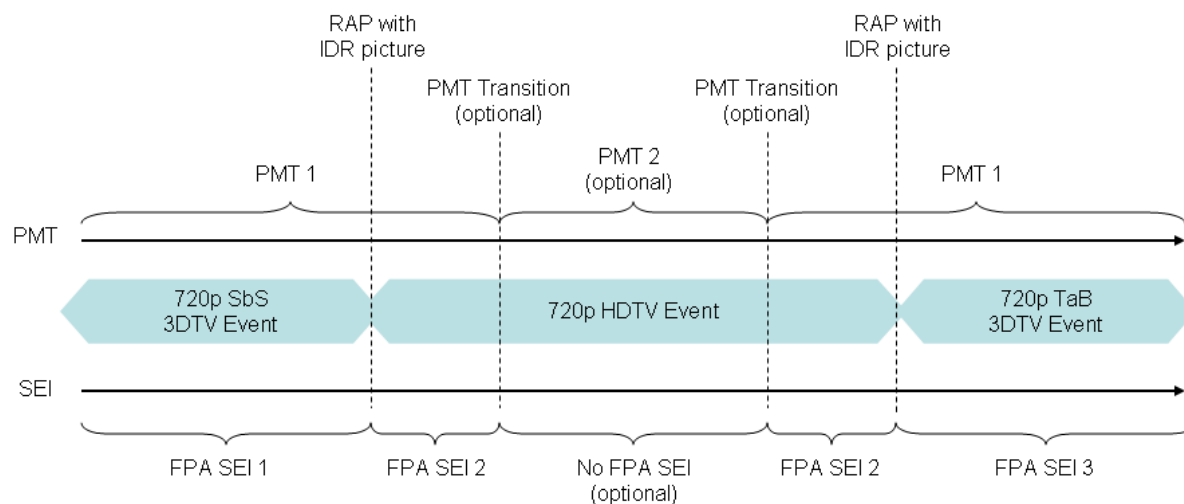 RAP with
IDR picture
RAP with
IDR picture
PMT Transition
(optional)
PMT Transition
(optional)
PMT 1
PMT 2
(optional)
PMT 1
PMT
720p SbS
3DTV Event
720p HDTV Event
720p TaB
3DTV Event
SEI
FPA SEI 1
FPA SEI 2
No FPA SEI
(optional)
FPA SEI 2
FPA SEI 3